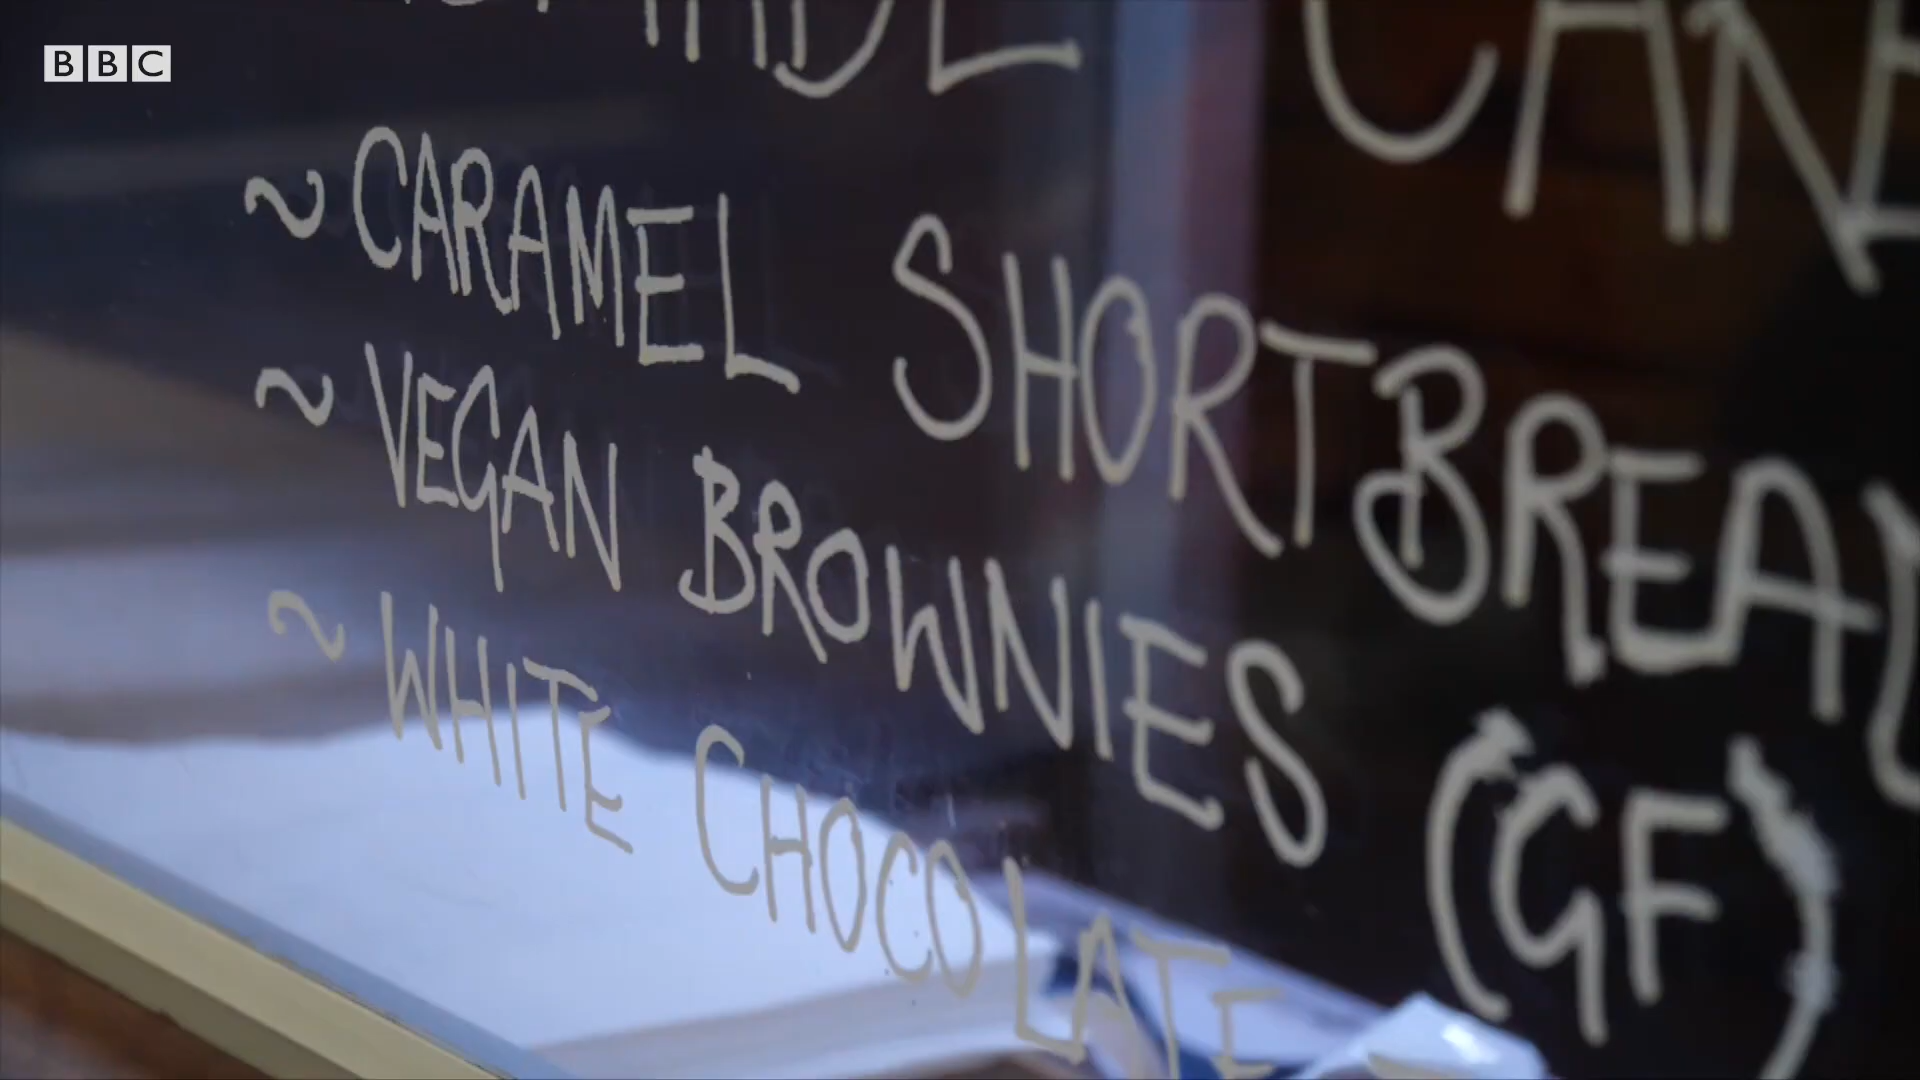 BBC
~ CARAMEL SHORTBREAD
~ VEGAN BROWNIES (GF)
~ WHITE CHOCOLATE